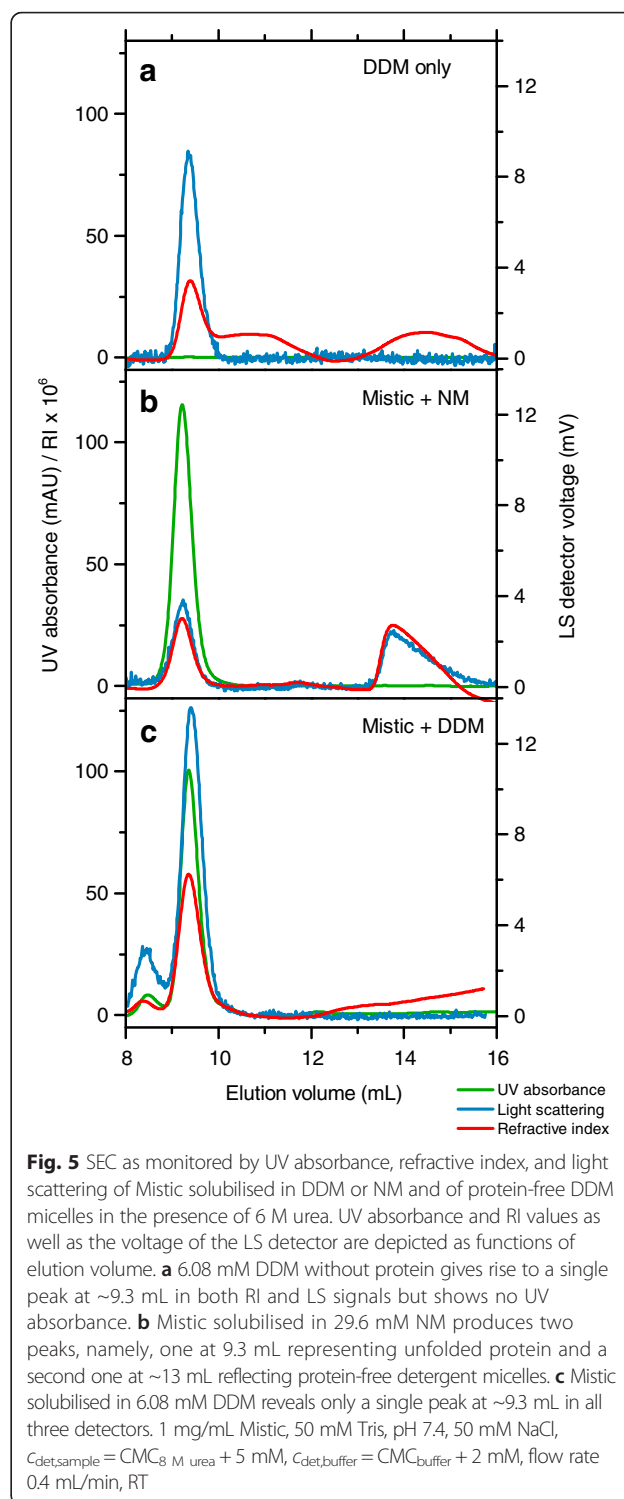 a
DDM only
100
50
0
12
8
4
0
b
Mistic + NM
100
50
0
12
8
4
0
UV absorbance (mAU) / RI x 10⁶
LS detector voltage (mV)
c
Mistic + DDM
100
50
0
12
8
4
0
8 10 12 14 16
Elution volume (mL)
UV absorbance
Light scattering
Refractive index
Fig. 5 SEC as monitored by UV absorbance, refractive index, and light
scattering of Mistic solubilised in DDM or NM and of protein-free DDM
micelles in the presence of 6 M urea. UV absorbance and RI values as
well as the voltage of the LS detector are depicted as functions of
elution volume. a 6.08 mM DDM without protein gives rise to a single
peak at ~9.3 mL in both RI and LS signals but shows no UV
absorbance. b Mistic solubilised in 29.6 mM NM produces two
peaks, namely, one at 9.3 mL representing unfolded protein and a
second one at ~13 mL reflecting protein-free detergent micelles. c Mistic
solubilised in 6.08 mM DDM reveals only a single peak at ~9.3 mL in all
three detectors. 1 mg/mL Mistic, 50 mM Tris, pH 7.4, 50 mM NaCl,
c_det,sample = CMC_8 M urea + 5 mM, c_det,buffer = CMC_buffer + 2 mM, flow rate
0.4 mL/min, RT